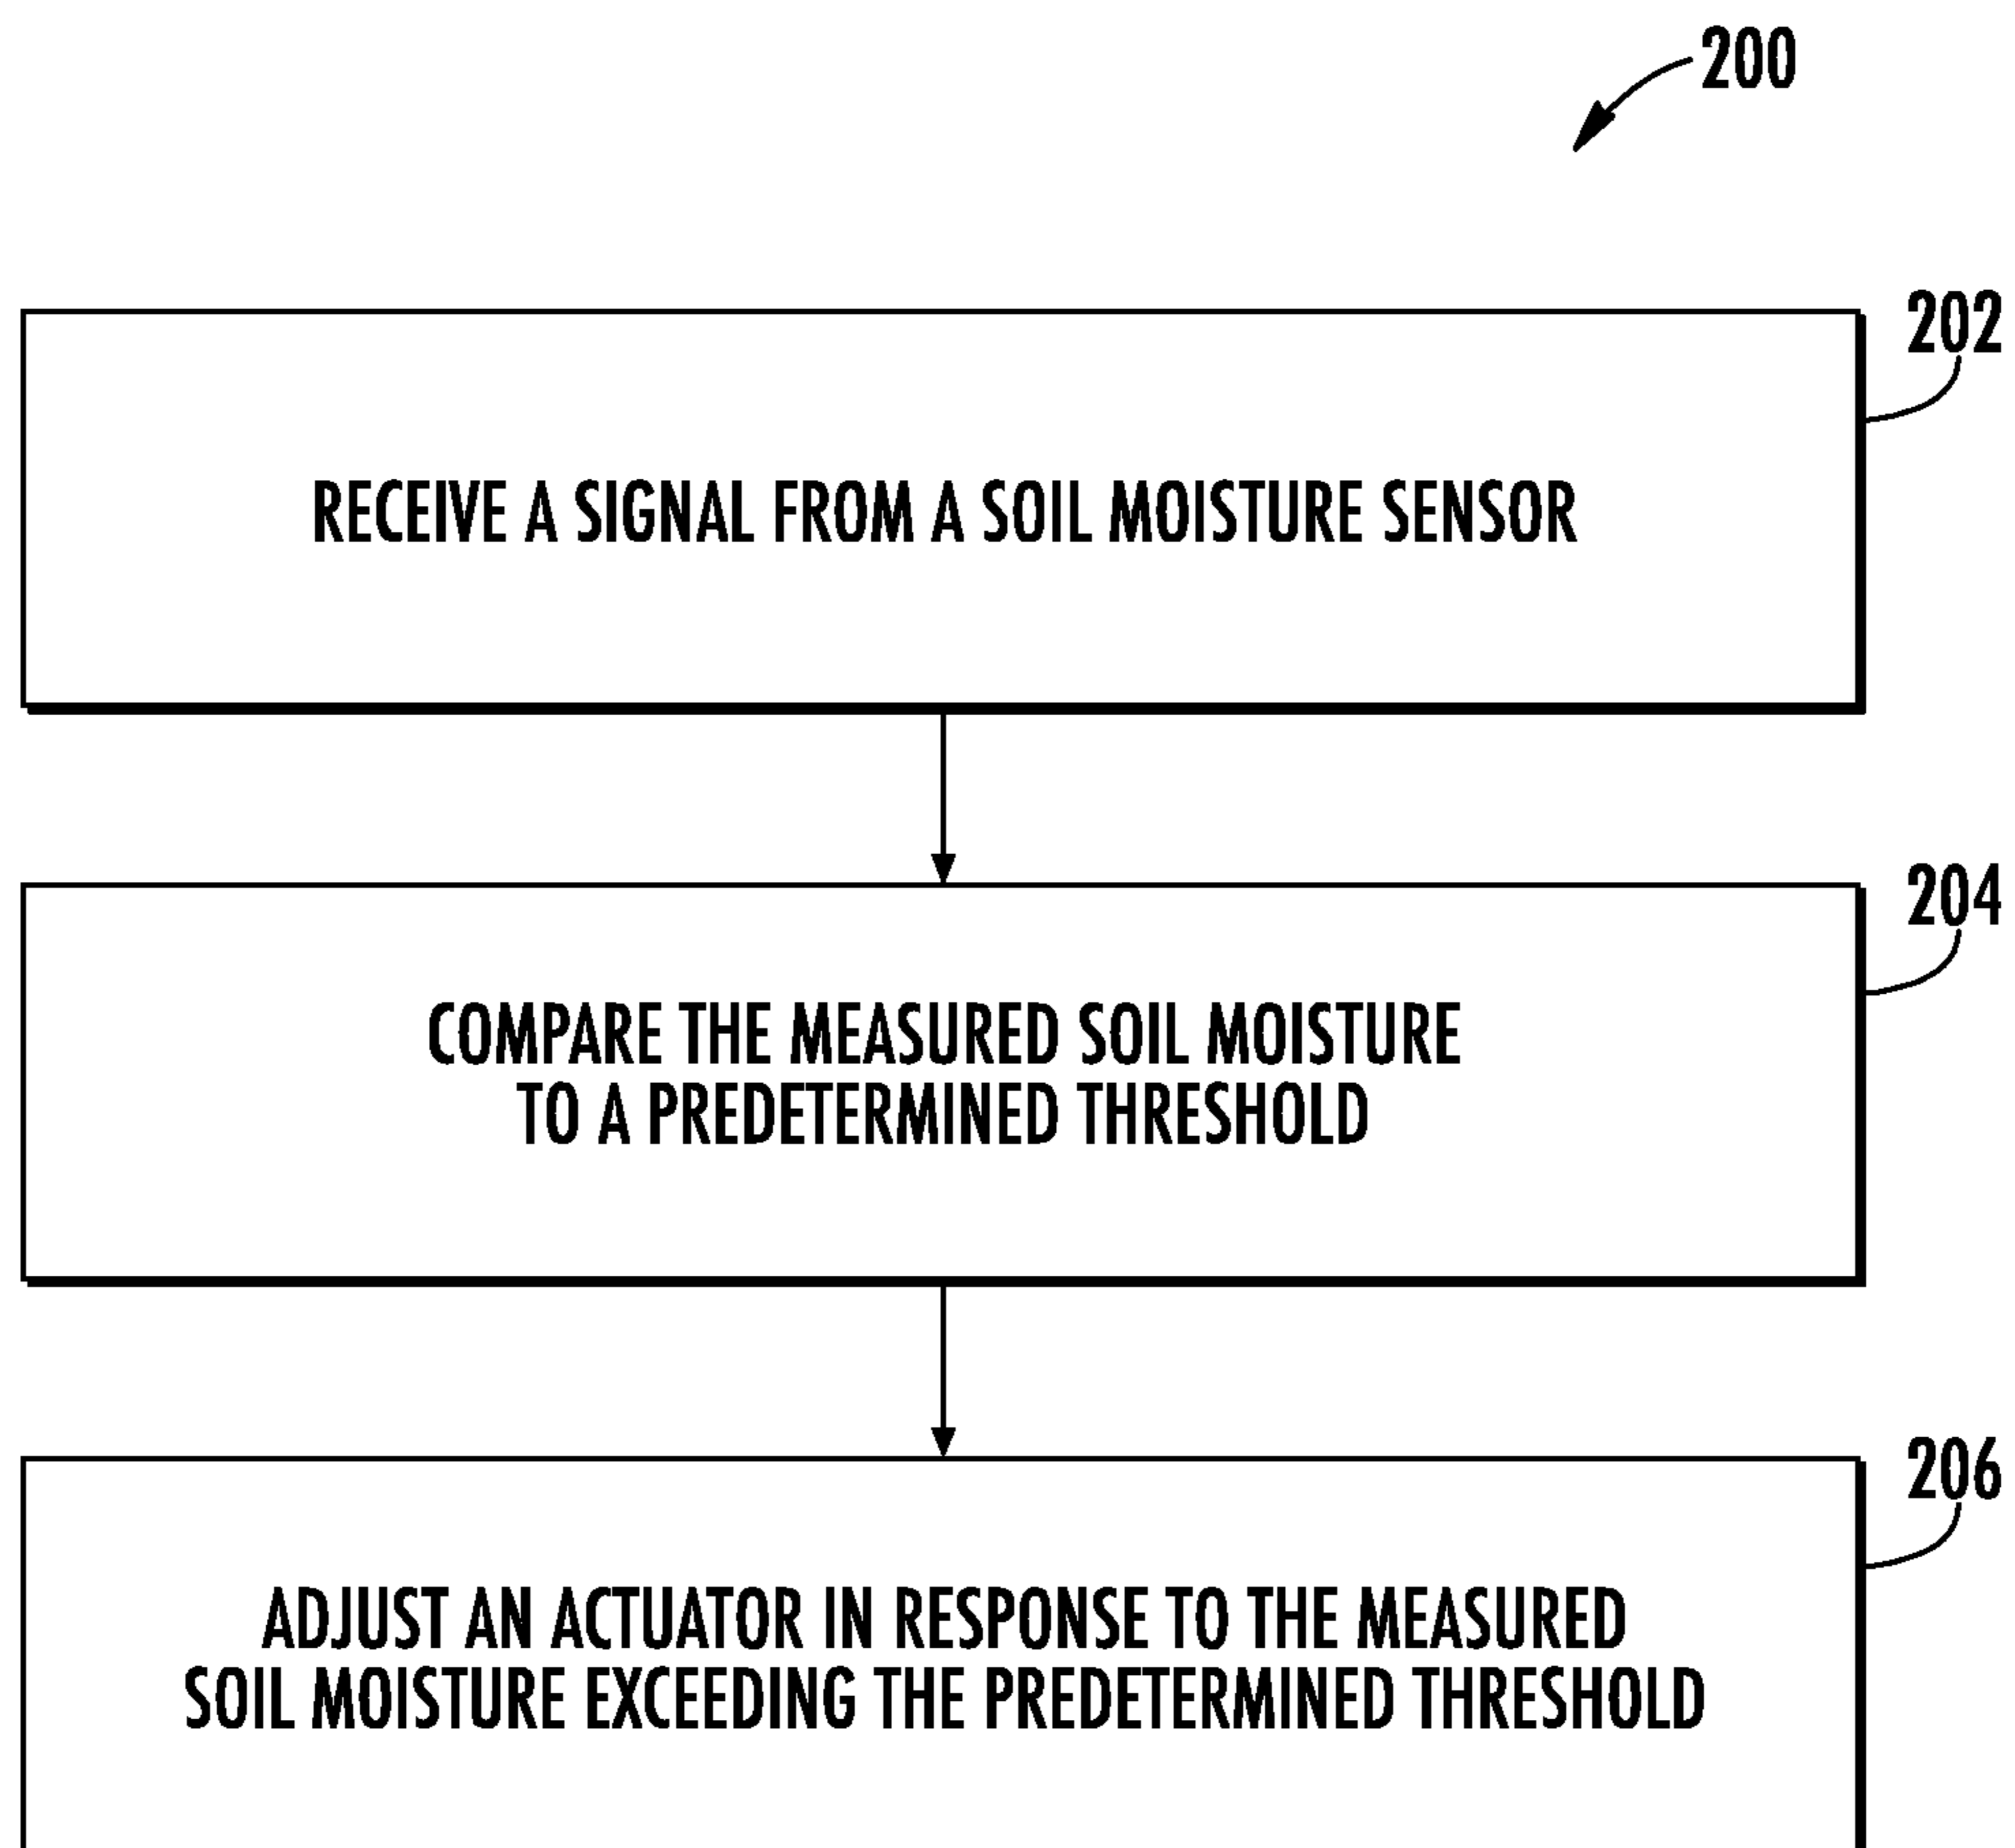 200
202
RECEIVE A SIGNAL FROM A SOIL MOISTURE SENSOR
204
COMPARE THE MEASURED SOIL MOISTURE
TO A PREDETERMINED THRESHOLD
206
ADJUST AN ACTUATOR IN RESPONSE TO THE MEASURED
SOIL MOISTURE EXCEEDING THE PREDETERMINED THRESHOLD